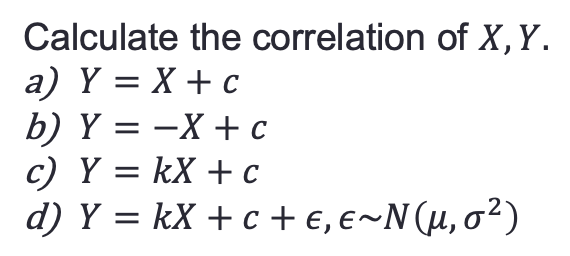 Calculate the correlation of X, Y.
a) Y = X + c
b) Y = −X + c
c) Y = kX + c
d) Y = kX + c + ϵ, ϵ~N(μ, σ²)